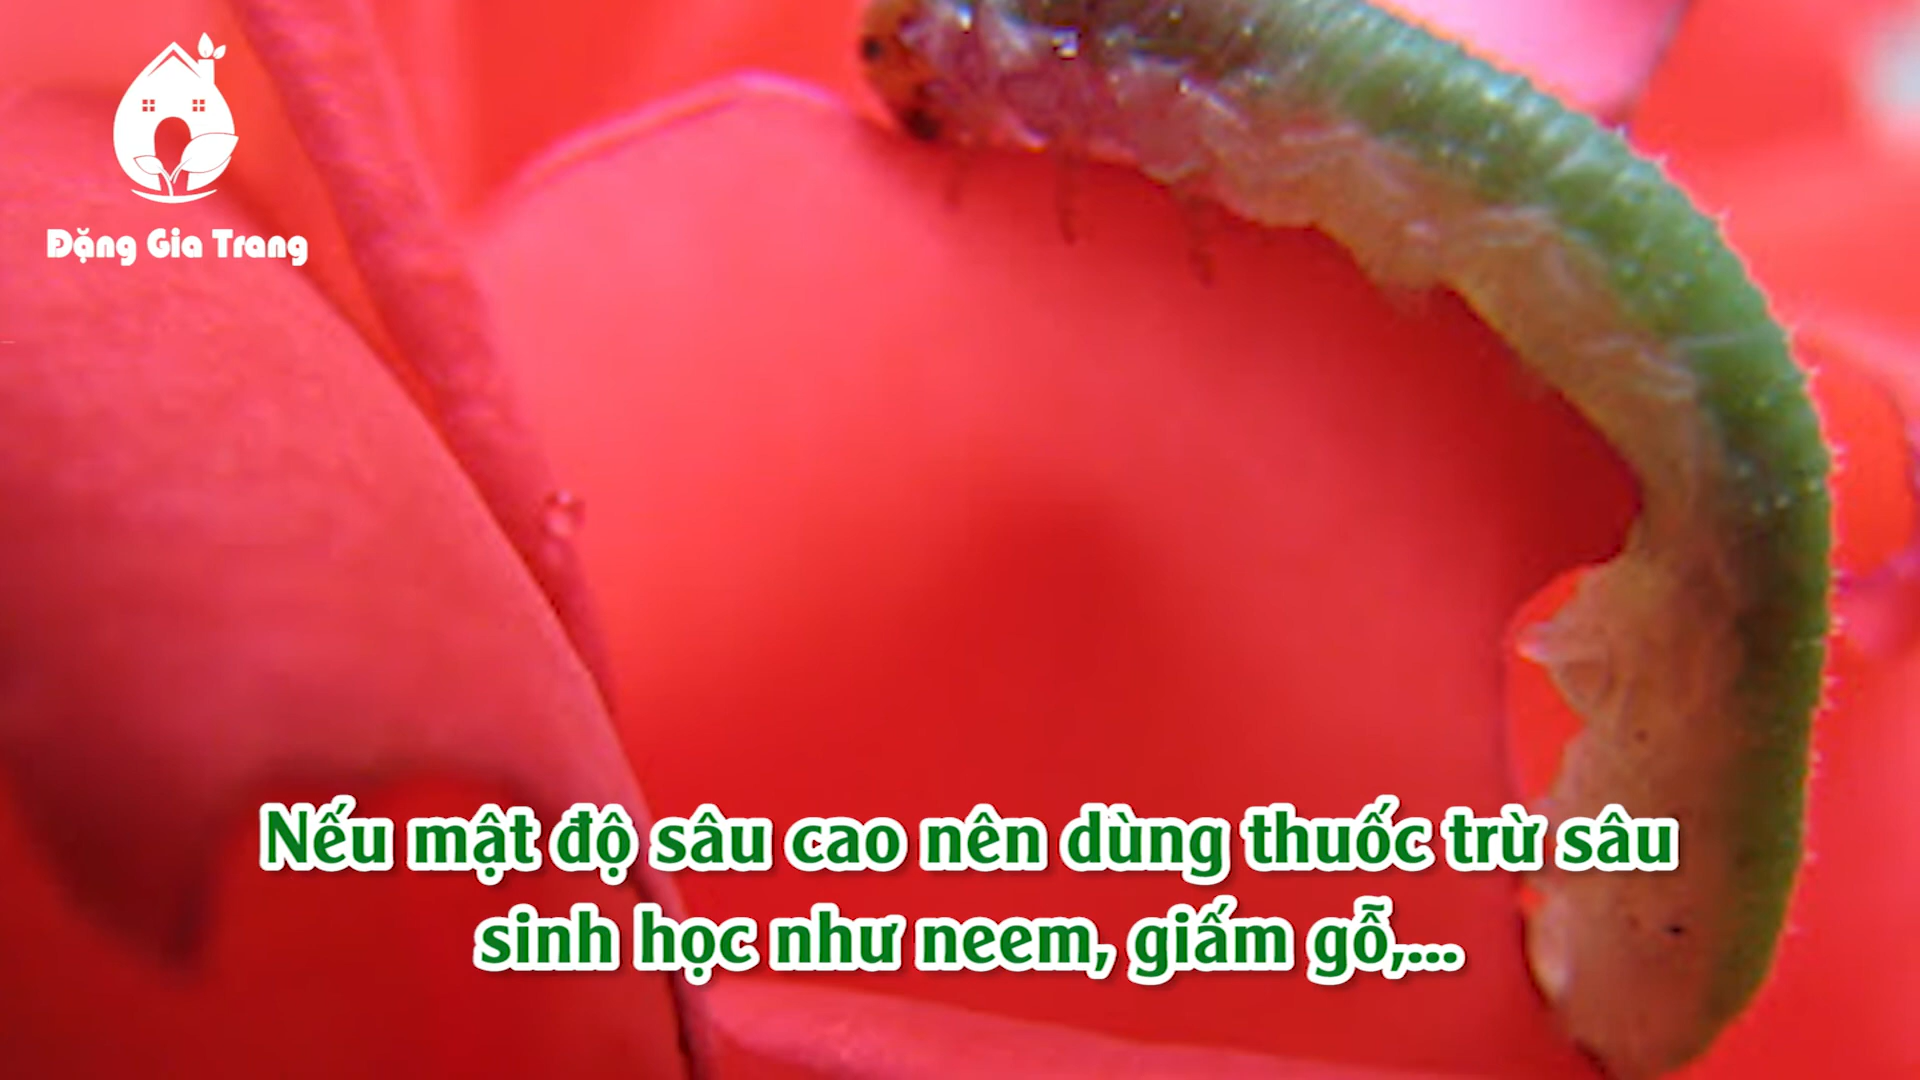 Đặng Gia Trang
Nếu mật độ sâu cao nên dùng thuốc trừ sâu
sinh học như neem, giấm gỗ,...